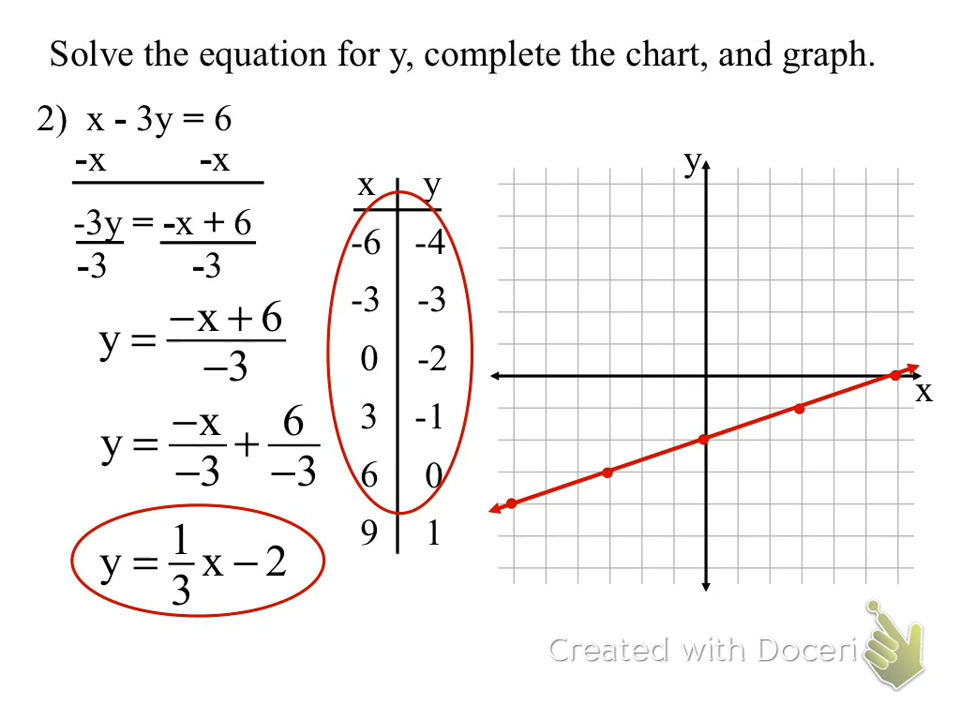 Solve the equation for y, complete the chart, and graph.
2) x - 3y = 6
-x -x
-3y = -x + 6
-3 -3
y = −x + 6
−3
y = −x/−3 + 6/−3
y = 1/3 x − 2
x y
-6 -4
-3 -3
0 -2
3 -1
6 0
9 1
y
x
Created with Doceri